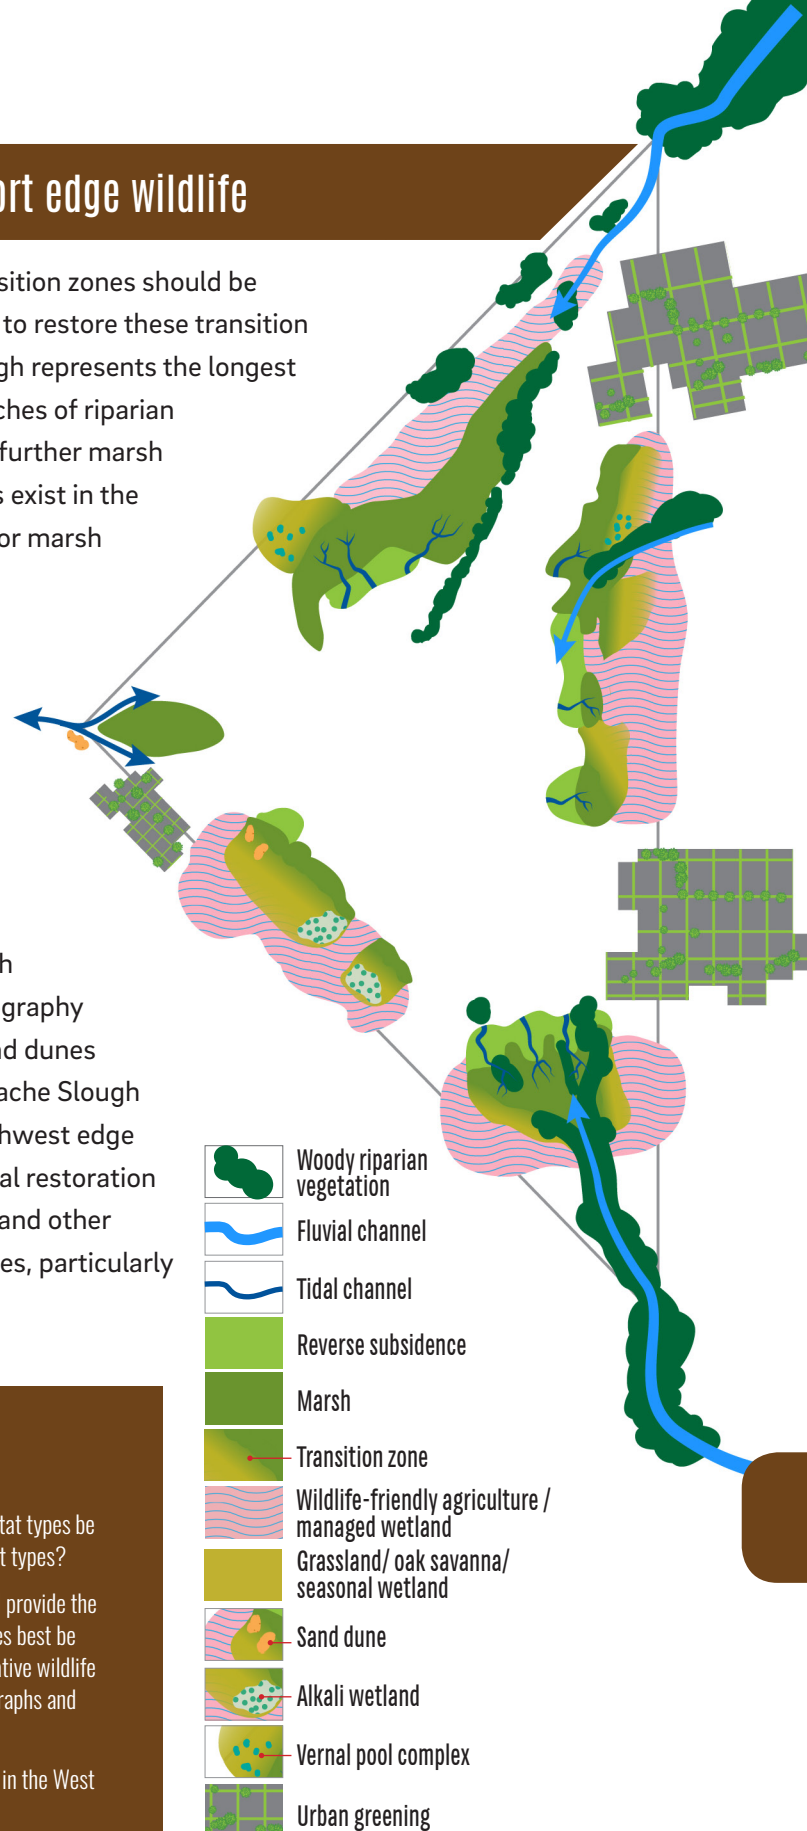 ort edge wildlife
sition zones should be
to restore these transition
gh represents the longest
ches of riparian
further marsh
s exist in the
or marsh
h
graphy
nd dunes
ache Slough
hwest edge
al restoration
and other
es, particularly
Woody riparian
vegetation
Fluvial channel
Tidal channel
Reverse subsidence
Marsh
Transition zone
Wildlife-friendly agriculture /
managed wetland
Grassland/ oak savanna/
seasonal wetland
Sand dune
Alkali wetland
Vernal pool complex
Urban greening
tat types be
t types?
provide the
es best be
ative wildlife
raphs and
in the West